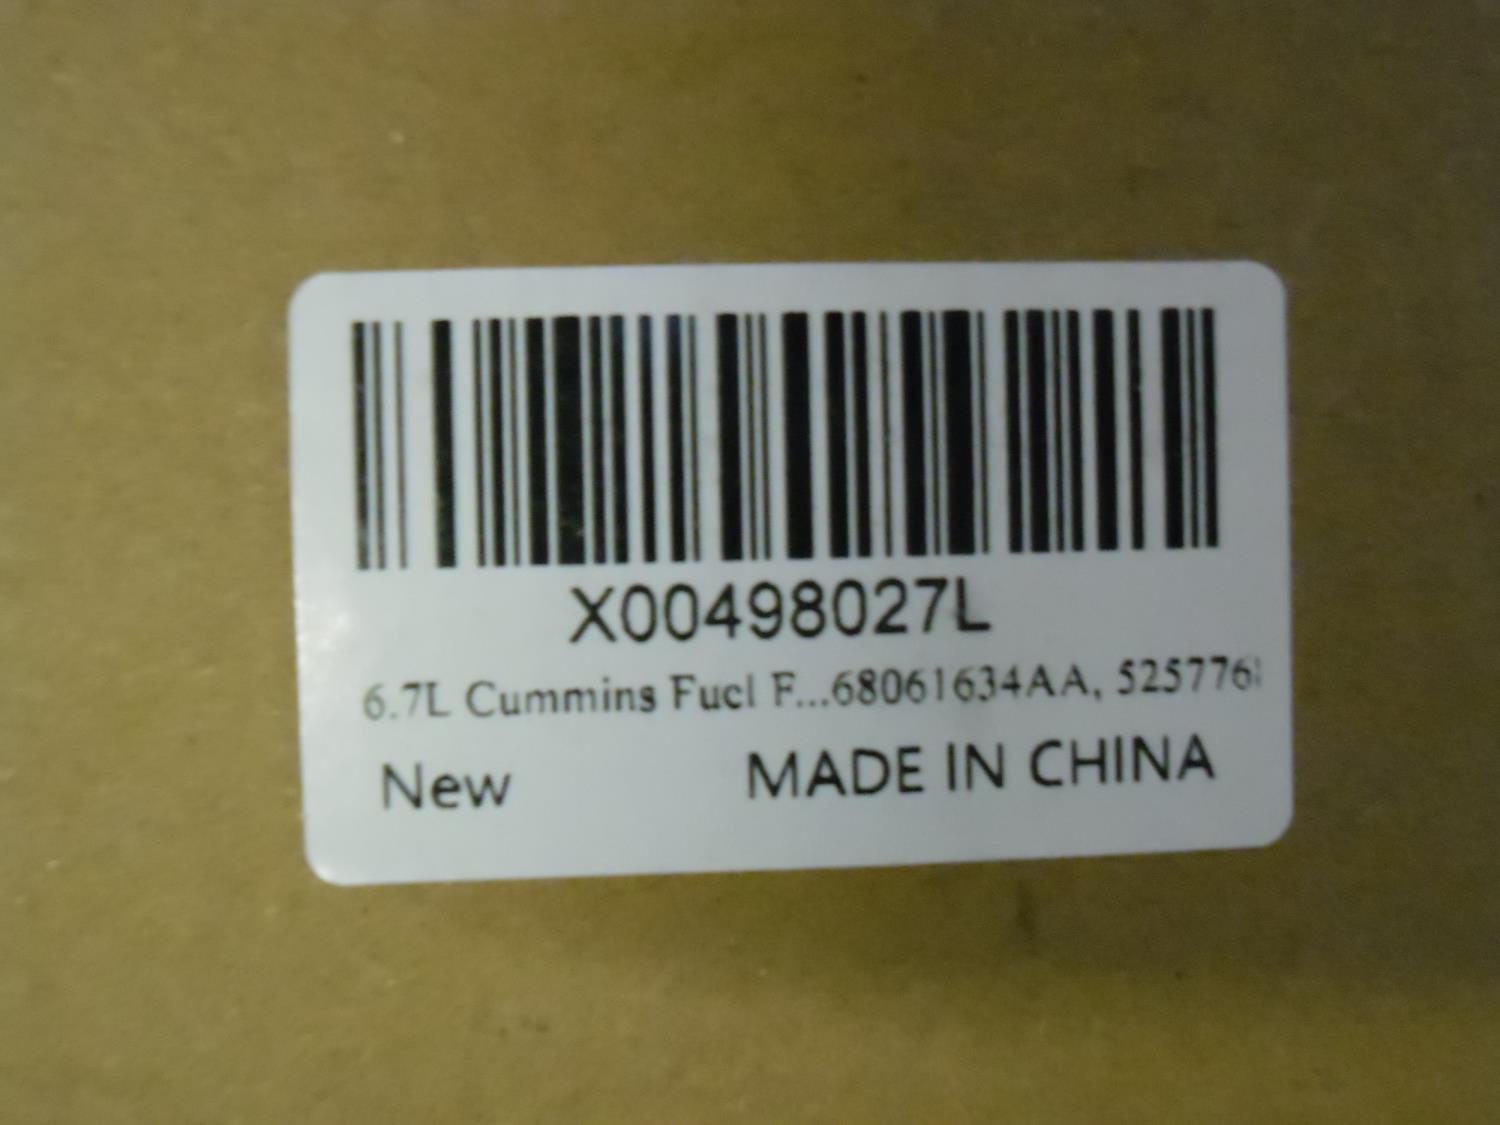 X00498027L
6.7L Cummins Fuel F...68061634AA, 525776
New MADE IN CHINA